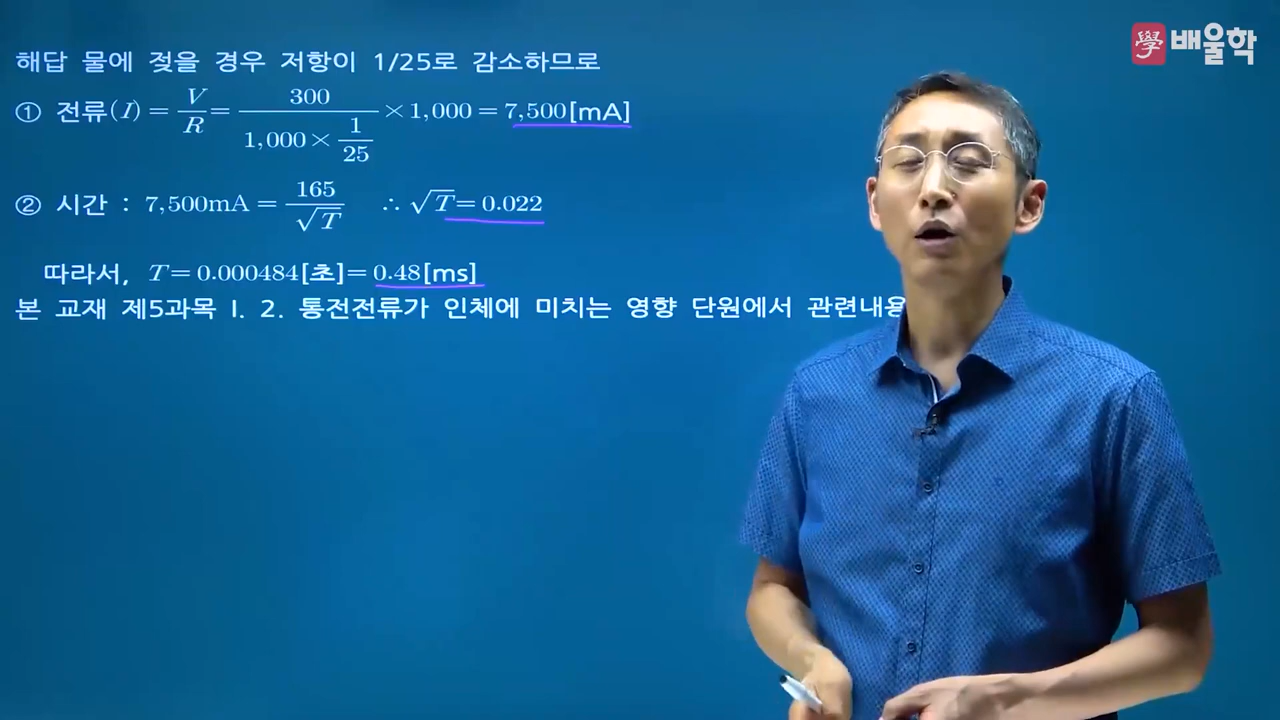 學 배울학
해답 물에 젖을 경우 저항이 1/25로 감소하므로
① 전류(I) = V/R = 300/(1,000 × 1/25) × 1,000 = 7,500[mA]
② 시간 : 7,500mA = 165/√T ∴ √T = 0.022
따라서, T = 0.000484[초] = 0.48[ms]
본 교재 제5과목 I. 2. 통전전류가 인체에 미치는 영향 단원에서 관련내용